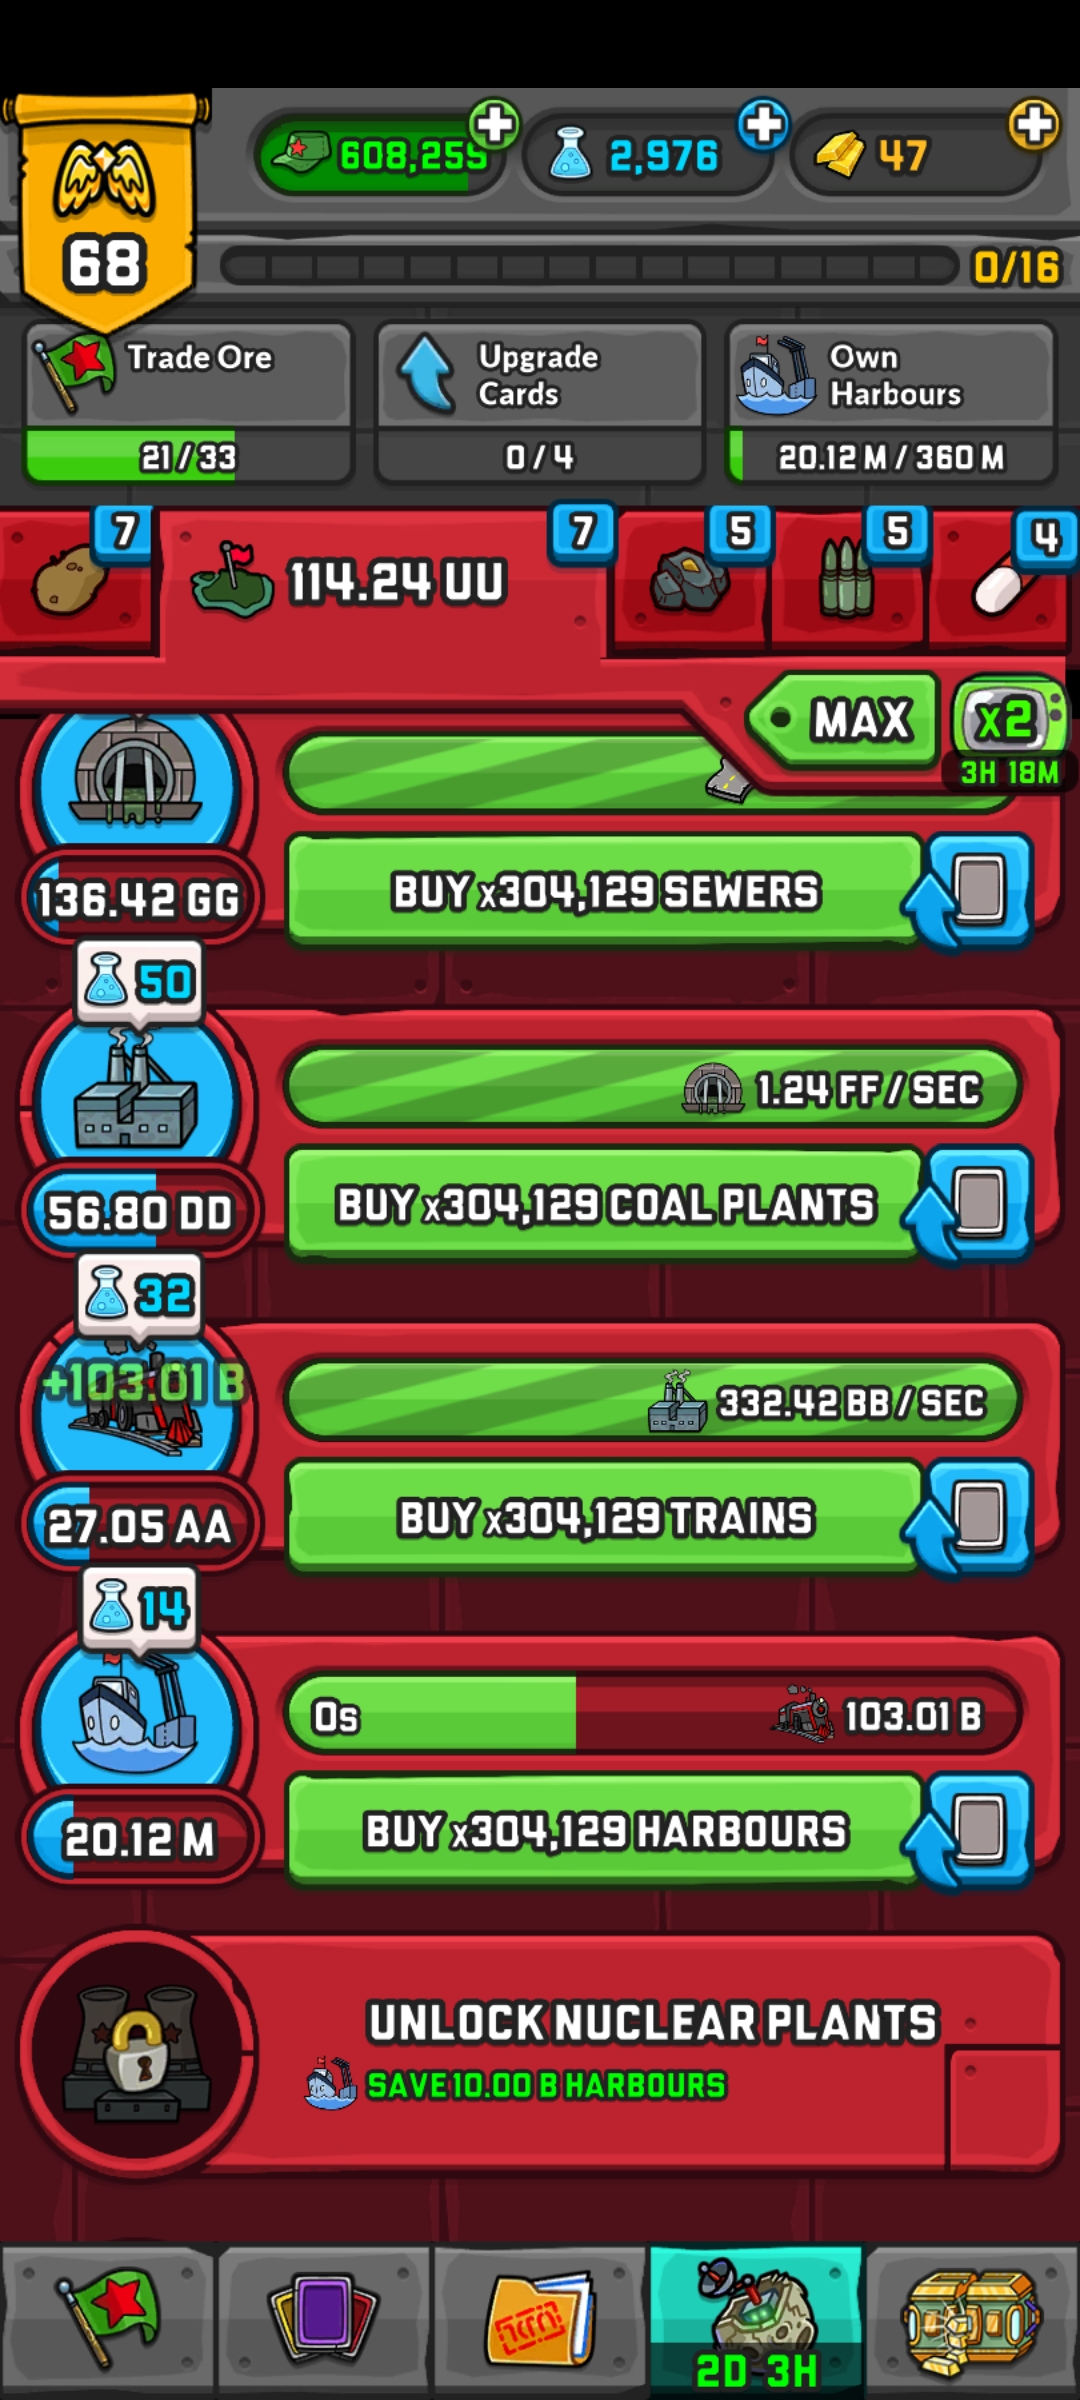 608,255
2,976
47
68
0/16
Trade Ore
21/33
Upgrade
Cards
0/4
Own
Harbours
20.12 M/360 M
7
114.24 UU
7
5
5
4
MAX
x2
3H 18M
136.42 GG
BUY x304,129 SEWERS
50
1.24 FF/SEC
56.80 DD
BUY x304,129 COAL PLANTS
32
+103.01 B
332.42 BB/SEC
27.05 AA
BUY x304,129 TRAINS
14
0s
103.01 B
20.12 M
BUY x304,129 HARBOURS
UNLOCK NUCLEAR PLANTS
SAVE 10.00 B HARBOURS
2D 3H